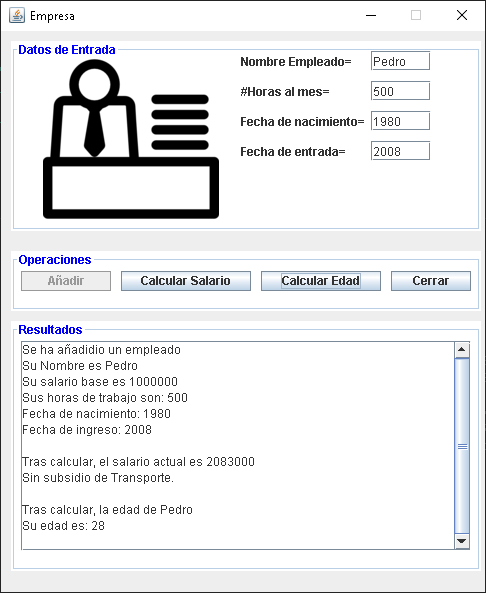 Empresa
Datos de Entrada
Nombre Empleado= Pedro
#Horas al mes= 500
Fecha de nacimiento= 1980
Fecha de entrada= 2008
Operaciones
Añadir Calcular Salario Calcular Edad Cerrar
Resultados
Se ha añadidio un empleado
Su Nombre es Pedro
Su salario base es 1000000
Sus horas de trabajo son: 500
Fecha de nacimiento: 1980
Fecha de ingreso: 2008
Tras calcular, el salario actual es 2083000
Sin subsidio de Transporte.
Tras calcular, la edad de Pedro
Su edad es: 28